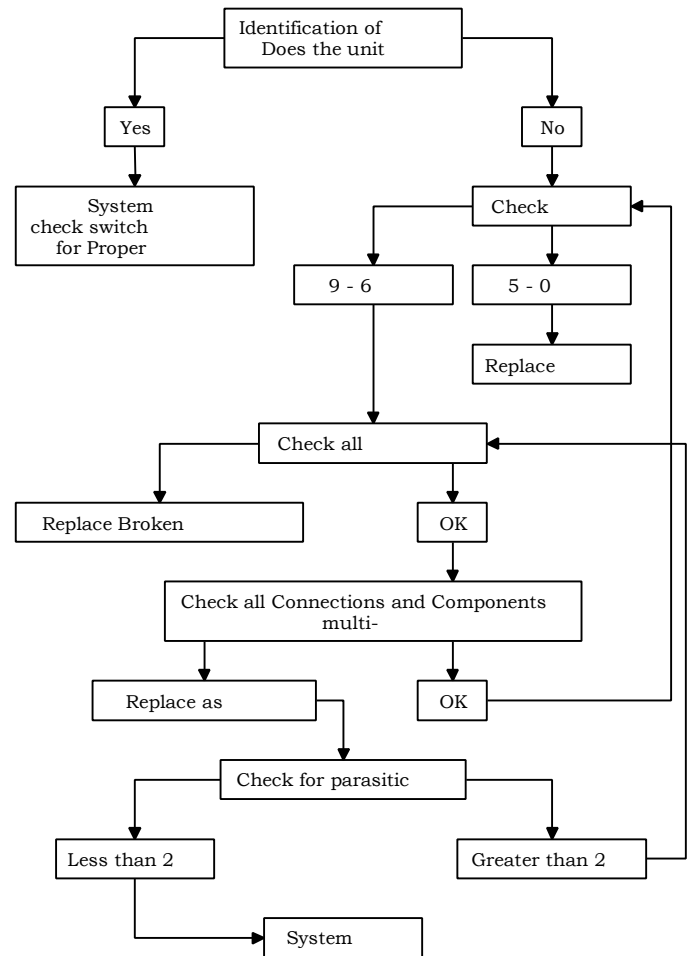 Identification of
Does the unit
Yes
No
System
check switch
for Proper
Check
9 - 6
5 - 0
Replace
Check all
Replace Broken
OK
Check all Connections and Components
multi-
Replace as
OK
Check for parasitic
Less than 2
Greater than 2
System